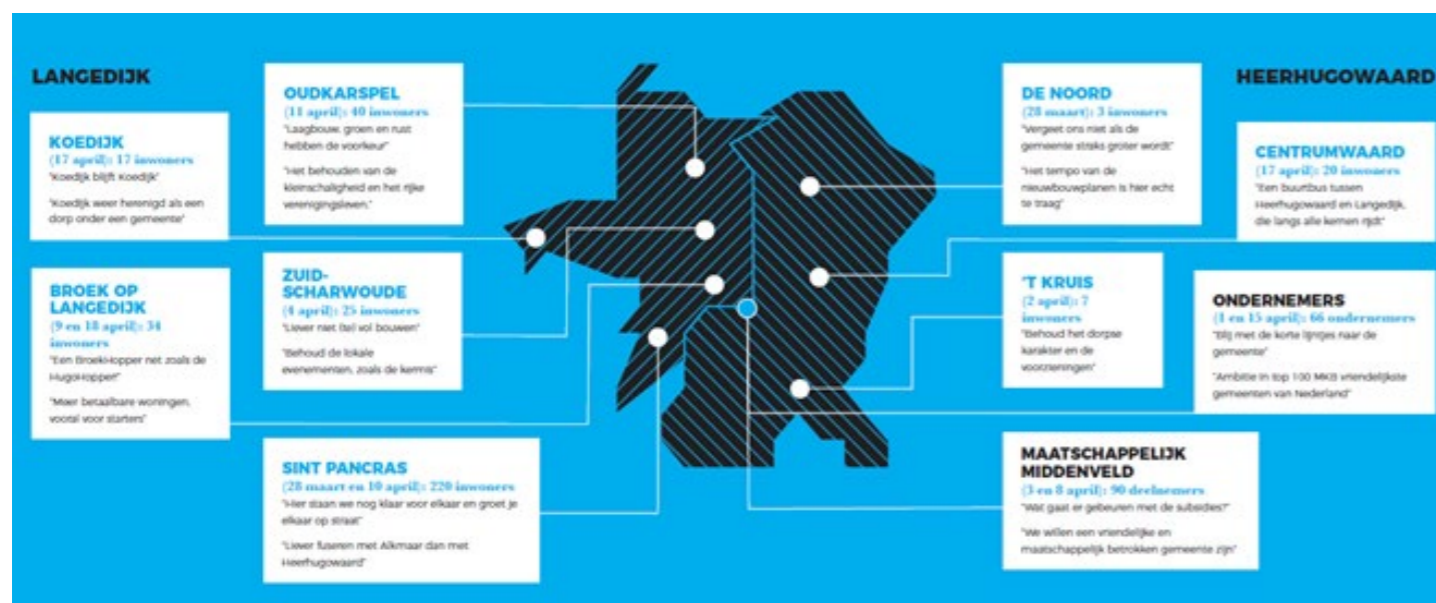 LANGEDIJK
KOEDIJK
(17 april): 17 inwoners
"Koedijk blijft Koedijk"
"Koedijk weer herenigd als een
dorp onder een gemeente"
BROEK OP
LANGEDIJK
(9 en 18 april): 34
inwoners
"Een BroekHopper net zoals de
HugoHopper!"
"Meer betaalbare woningen,
vooral voor starters"
OUDKARSPEL
(11 april): 40 inwoners
"Laagbouw, groen en rust
hebben de voorkeur"
"Het behouden van de
kleinschaligheid en het rijke
verenigingsleven."
ZUID-
SCHARWOUDE
(4 april): 25 inwoners
"Liever niet (te) vol bouwen"
"Behoud de lokale
evenementen, zoals de kermis"
SINT PANCRAS
(28 maart en 10 april): 220 inwoners
"Hier staan we nog klaar voor elkaar en groet je
elkaar op straat"
"Liever fuseren met Alkmaar dan met
Heerhugowaard"
HEERHUGOWAARD
DE NOORD
(28 maart): 3 inwoners
"Vergeet ons niet als de
gemeente straks groter wordt"
"Het tempo van de
nieuwbouwplanen is hier echt
te traag"
CENTRUMWAARD
(17 april): 20 inwoners
"Een buurtbus tussen
Heerhugowaard en Langedijk,
die langs alle kernen rijdt"
'T KRUIS
(2 april): 7
inwoners
"Behoud het dorpse
karakter en de
voorzieningen"
ONDERNEMERS
(1 en 15 april): 66 ondernemers
"Blij met de korte lijntjes naar de
gemeente"
"Ambitie in top 100 MKB vriendelijkste
gemeenten van Nederland"
MAATSCHAPPELIJK
MIDDENVELD
(3 en 8 april): 90 deelnemers
"Wat gaat er gebeuren met de subsidies?"
"We willen een vriendelijke en
maatschappelijk betrokken gemeente zijn"